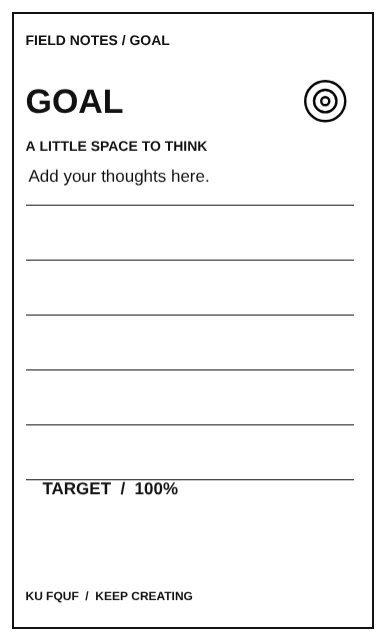 FIELD NOTES / GOAL
GOAL
A LITTLE SPACE TO THINK
Add your thoughts here.
TARGET / 100%
KU FQUF / KEEP CREATING